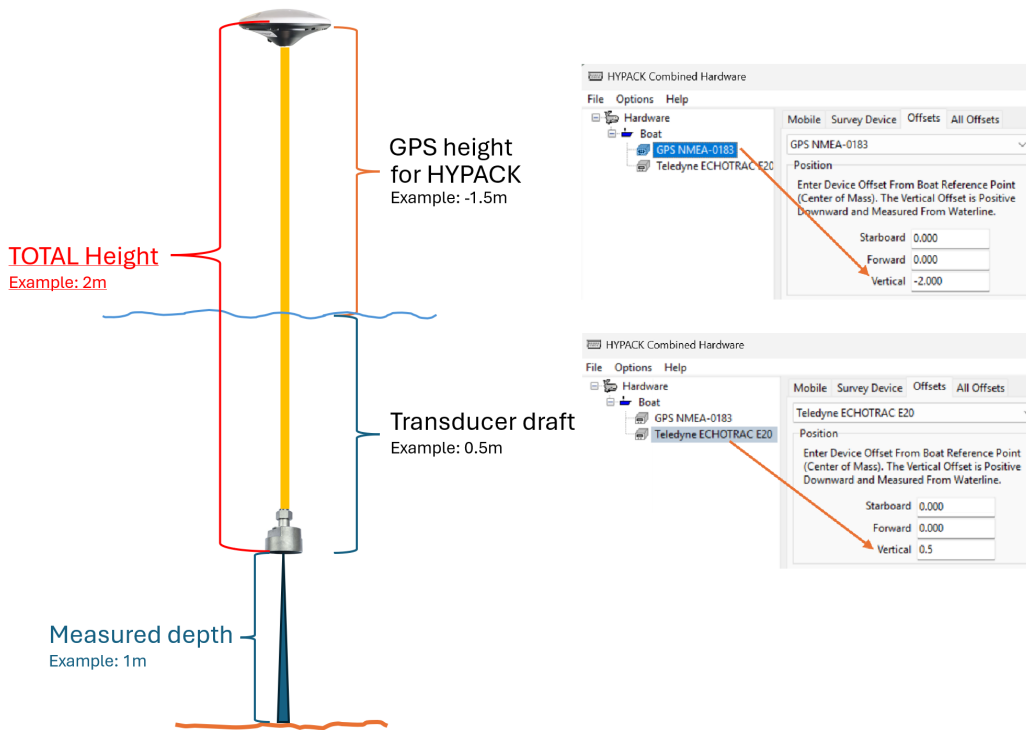 GPS height
for HYPACK
Example: -1.5m
TOTAL Height
Example: 2m
Transducer draft
Example: 0.5m
Measured depth
Example: 1m
HYPACK Combined Hardware
File Options Help
Hardware
Boat
GPS NMEA-0183
Teledyne ECHOTRAC E20
Mobile Survey Device Offsets All Offsets
GPS NMEA-0183
Position
Enter Device Offset From Boat Reference Point
(Center of Mass). The Vertical Offset is Positive
Downward and Measured From Waterline.
Starboard 0.000
Forward 0.000
Vertical -2.000
HYPACK Combined Hardware
File Options Help
Hardware
Boat
GPS NMEA-0183
Teledyne ECHOTRAC E20
Mobile Survey Device Offsets All Offsets
Teledyne ECHOTRAC E20
Position
Enter Device Offset From Boat Reference Point
(Center of Mass). The Vertical Offset is Positive
Downward and Measured From Waterline.
Starboard 0.000
Forward 0.000
Vertical 0.5